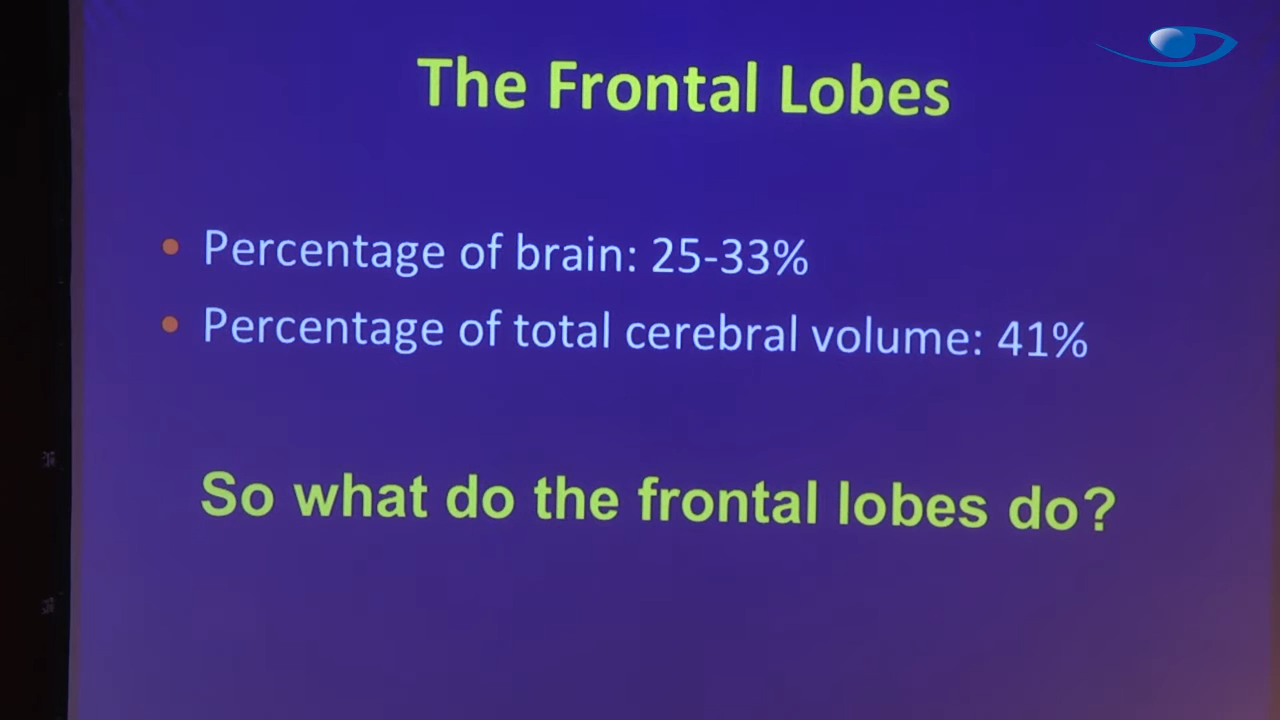 The Frontal Lobes
Percentage of brain: 25-33%
Percentage of total cerebral volume: 41%
So what do the frontal lobes do?